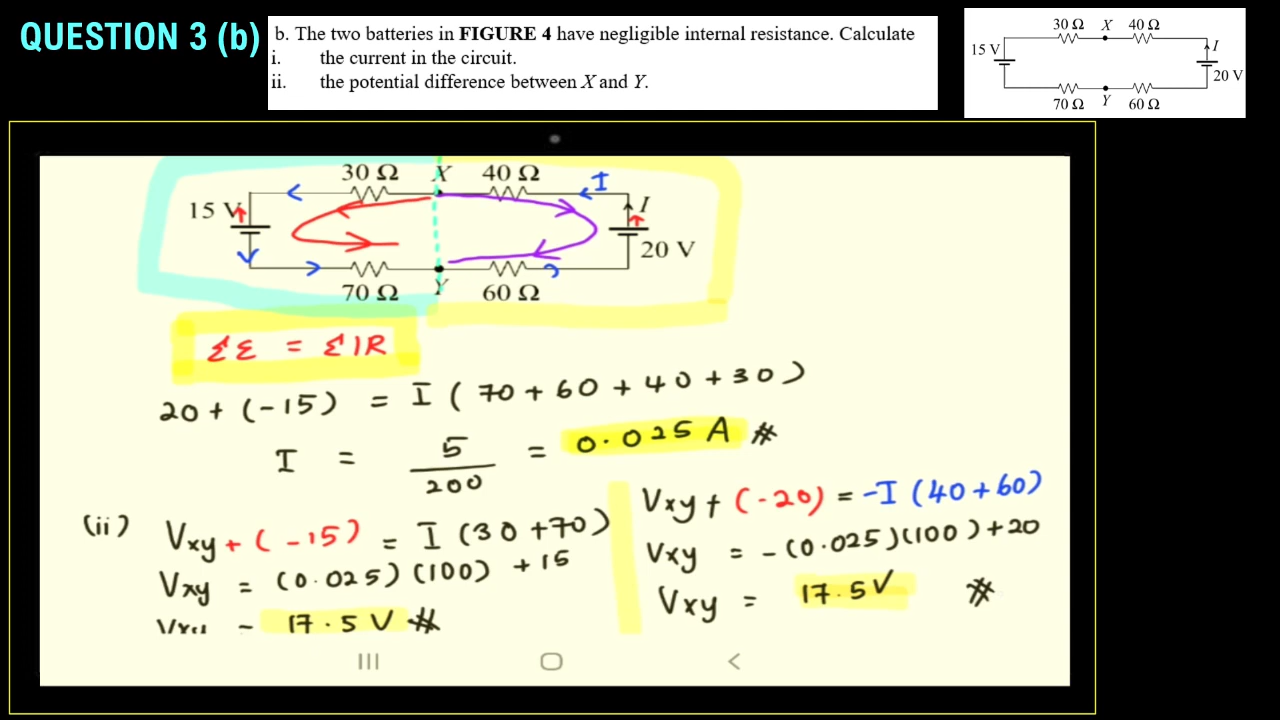 QUESTION 3 (b)
b. The two batteries in FIGURE 4 have negligible internal resistance. Calculate
i. the current in the circuit.
ii. the potential difference between X and Y.
30 Ω X 40 Ω
15 V
I
20 V
70 Ω Y 60 Ω
30 Ω X 40 Ω
I
15 V
I
20 V
70 Ω Y 60 Ω
ΣƐ = ΣIR
20 + (-15) = I ( 70 + 60 + 40 + 30 )
I = 5 / 200 = 0.025 A #
(ii) Vxy + ( -15) = I (30 +70)
Vxy = (0.025) (100) +15
Vxy = 17.5 V #
Vxy + (-20) = -I (40+60)
Vxy = -(0.025)(100)+20
Vxy = 17.5V #